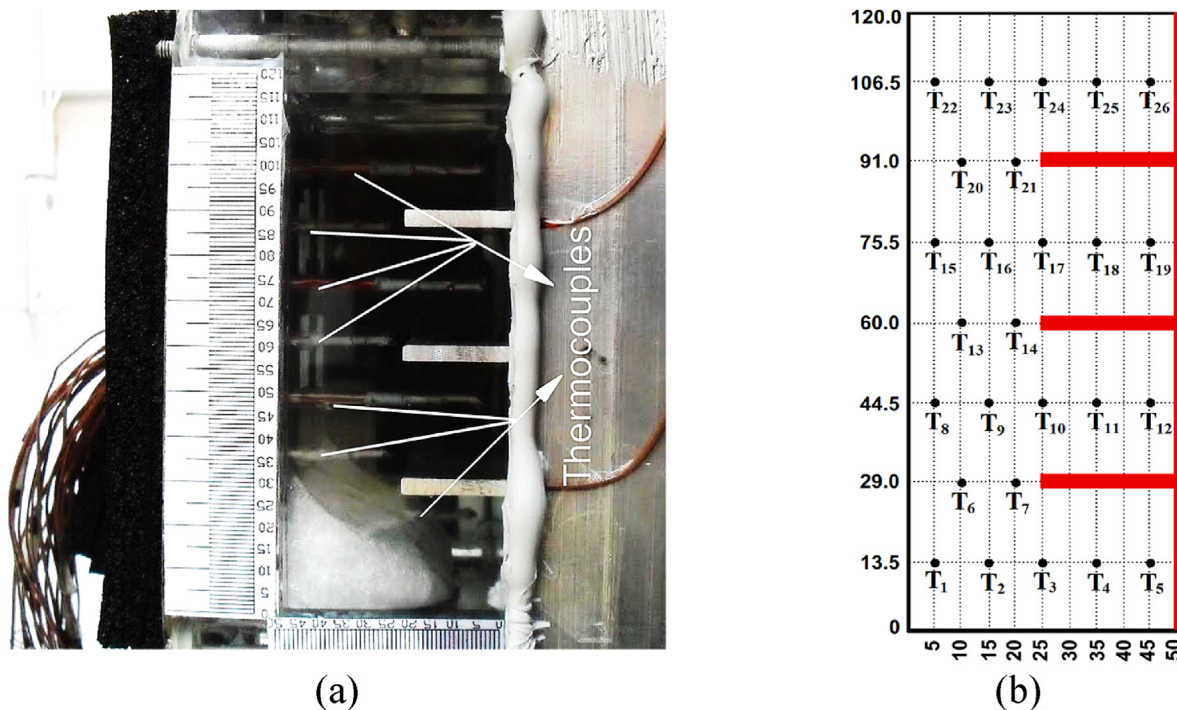 120
115
110
105
100
95
90
85
80
75
70
65
60
55
50
45
40
35
30
25
20
15
10
5
0
50 45 40 35 30 25 20 15 10 5 0
Thermocouples
(a)
120.0
106.5
T22 T23 T24 T25 T26
91.0
T20 T21
75.5
T15 T16 T17 T18 T19
60.0
T13 T14
44.5
T8 T9 T10 T11 T12
29.0
T6 T7
13.5
T1 T2 T3 T4 T5
0
5 10 15 20 25 30 35 40 45 50
(b)